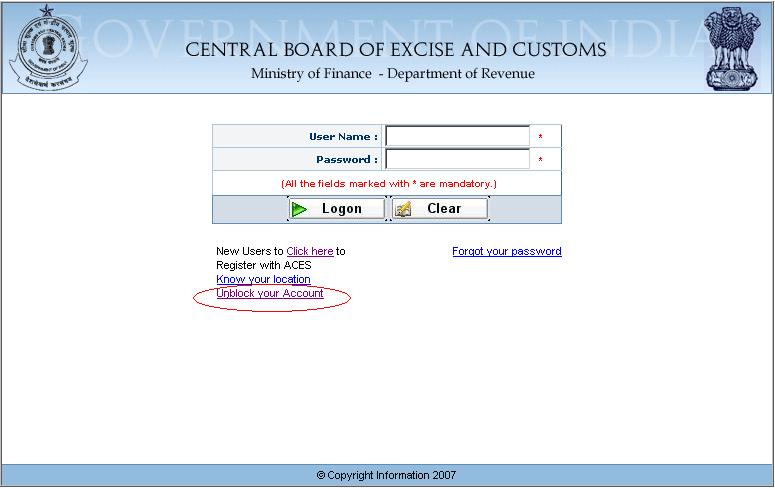 GOVERNMENT OF INDIA
CENTRAL BOARD OF EXCISE AND CUSTOMS
Ministry of Finance - Department of Revenue
User Name : *
Password : *
(All the fields marked with * are mandatory.)
Logon Clear
New Users to Click here to Forgot your password
Register with ACES
Know your location
Unblock your Account
© Copyright Information 2007